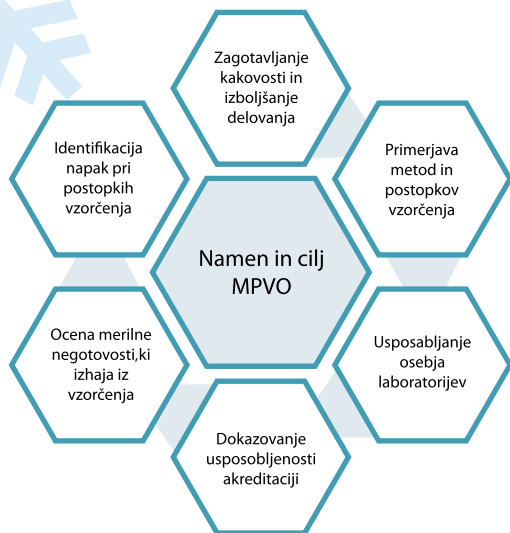 Zagotavljanje
kakovosti in
izboljšanje
delovanja
Identifikacija
napak pri
postopkih
vzorčenja
Primerjava
metod in
postopkov
vzorčenja
Namen in cilj
MPVO
Ocena merilne
negotovosti,ki
izhaja iz
vzorčenja
Usposabljanje
osebja
laboratorijev
Dokazovanje
usposobljenosti
akreditaciji